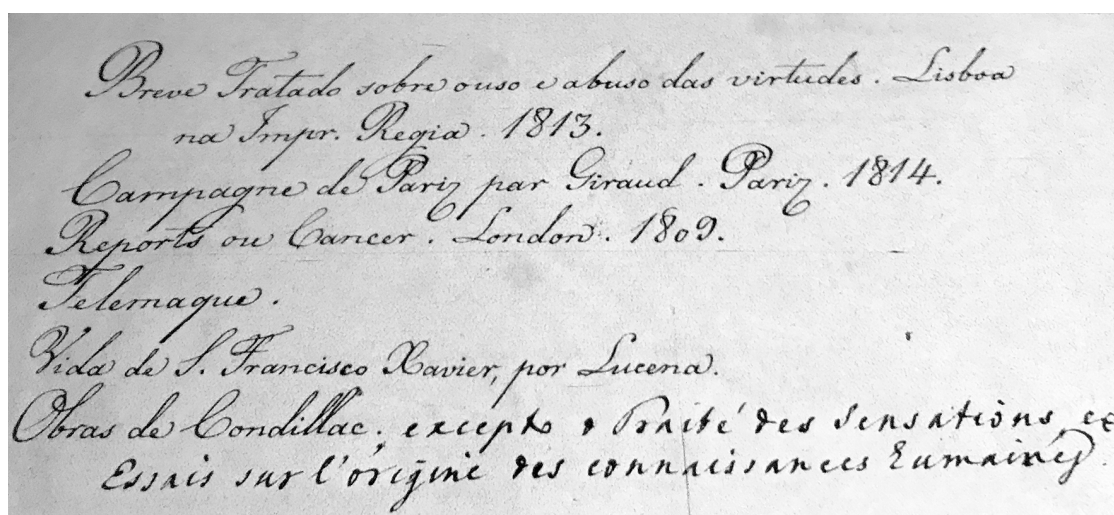 Breve Tratado sobre ouso e abuso das virtudes. Lisboa
na Impr. Regia. 1813.
Campagne de Pariz par Giraud. Pariz. 1814.
Reports ou Cancer. London. 1809.
Telemaque.
Vida de S. Francisco Xavier, por Lucena.
Obras de Condillac. excepto o Traité des Sensations, et
Essais sur l'origine des connaissances humaines